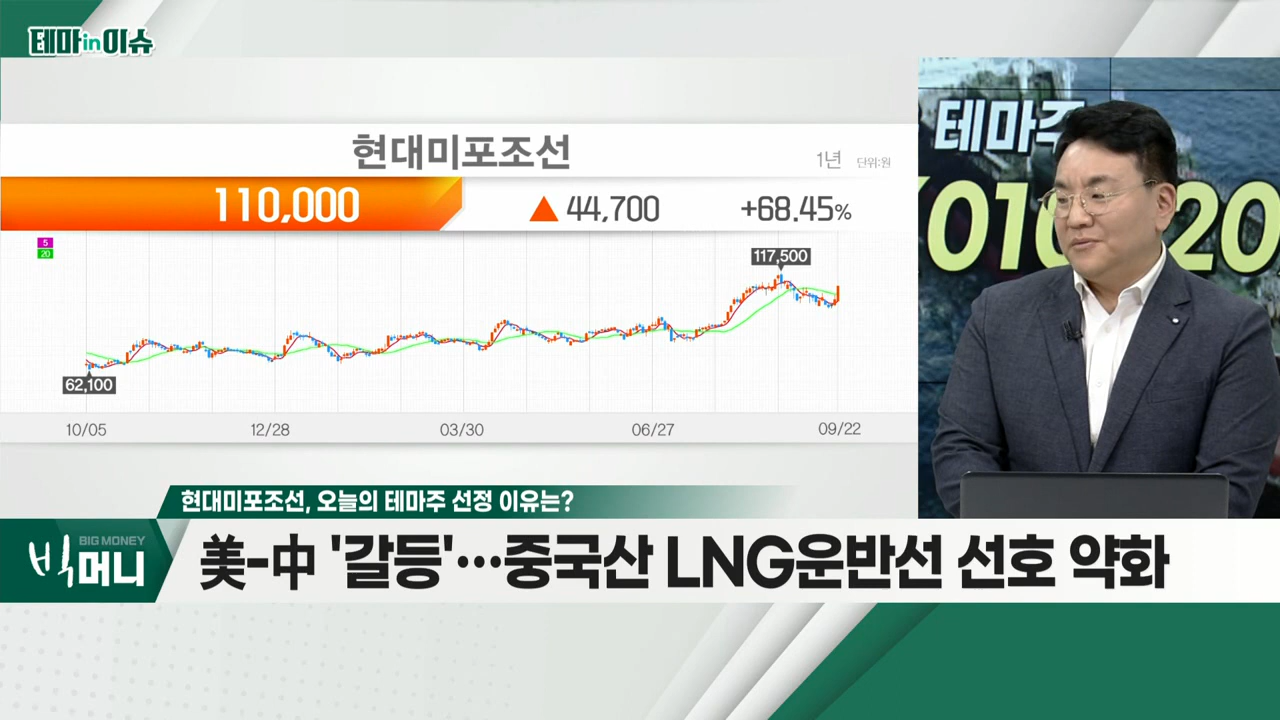 테마in이슈
현대미포조선
1년 단위:원
110,000 ▲ 44,700 +68.45%
5
20
117,500
62,100
10/05 12/28 03/30 06/27 09/22
테마주
20
현대미포조선, 오늘의 테마주 선정 이유는?
BIG MONEY
빅머니
美-中 '갈등'…중국산 LNG운반선 선호 약화